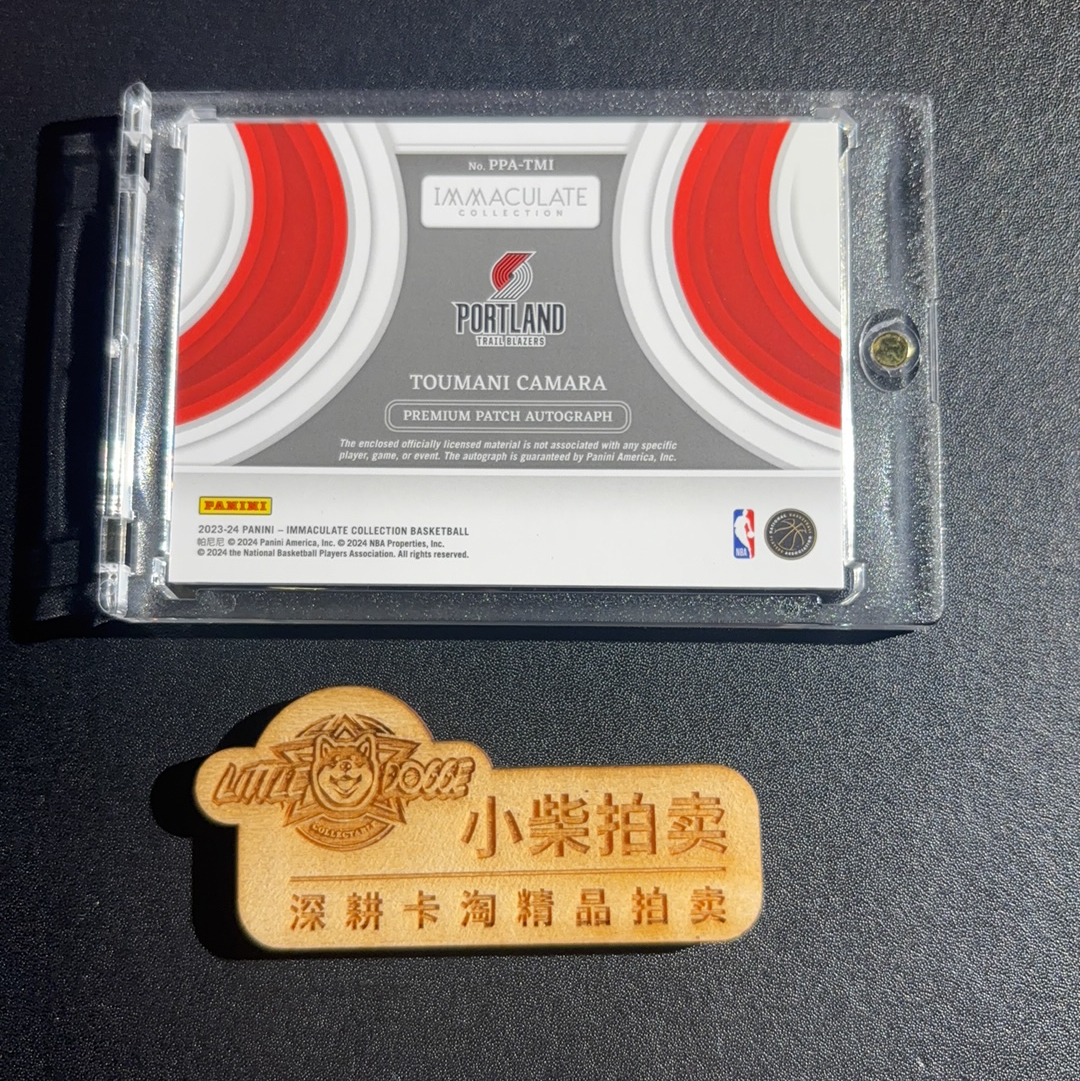 No. PPA-TMI
IMMACULATE
COLLECTION
PORTLAND
TRAIL BLAZERS
TOUMANI CAMARA
PREMIUM PATCH AUTOGRAPH
The enclosed officially licensed material is not associated with any specific
player, game, or event. The autograph is guaranteed by Panini America, Inc.
PANINI
2023-24 PANINI – IMMACULATE COLLECTION BASKETBALL
帕尼尼 © 2024 Panini America, Inc. © 2024 NBA Properties, Inc.
© 2024 the National Basketball Players Association. All rights reserved.
NBA
LITTLE DOGGE
COLLECTABLE
小柴拍卖
深耕卡淘精品拍卖